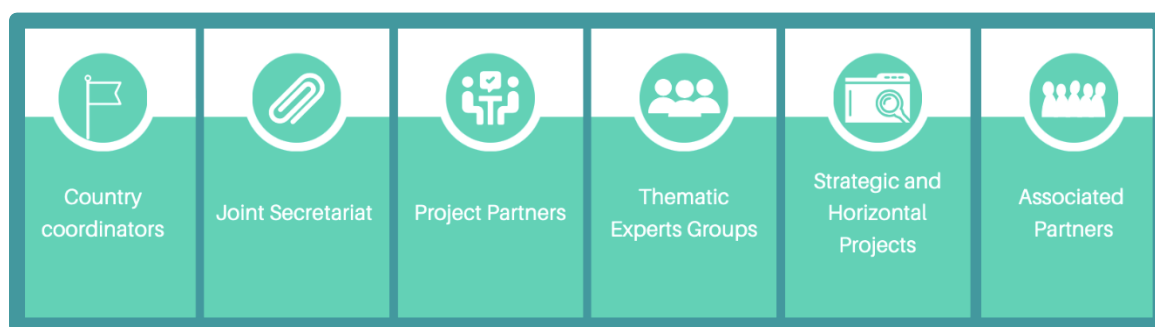 Country
coordinators
Joint Secretariat
Project Partners
Thematic
Experts Groups
Strategic and
Horizontal
Projects
Associated
Partners